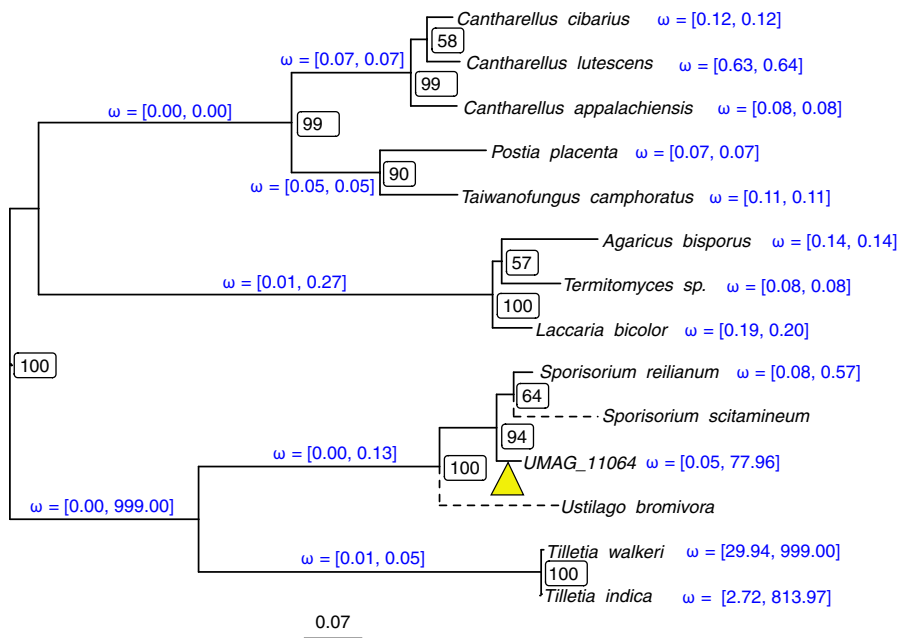 Cantharellus cibarius ω = [0.12, 0.12]
58
ω = [0.07, 0.07]
Cantharellus lutescens ω = [0.63, 0.64]
99
ω = [0.00, 0.00]
Cantharellus appalachiensis ω = [0.08, 0.08]
99
Postia placenta ω = [0.07, 0.07]
90
ω = [0.05, 0.05]
Taiwanofungus camphoratus ω = [0.11, 0.11]
Agaricus bisporus ω = [0.14, 0.14]
57
ω = [0.01, 0.27]
Termitomyces sp. ω = [0.08, 0.08]
100
Laccaria bicolor ω = [0.19, 0.20]
100
Sporisorium reilianum ω = [0.08, 0.57]
64
Sporisorium scitamineum
94
ω = [0.00, 0.13]
UMAG_11064 ω = [0.05, 77.96]
100
ω = [0.00, 999.00]
Ustilago bromivora
ω = [0.01, 0.05]
Tilletia walkeri ω = [29.94, 999.00]
100
Tilletia indica ω = [2.72, 813.97]
0.07